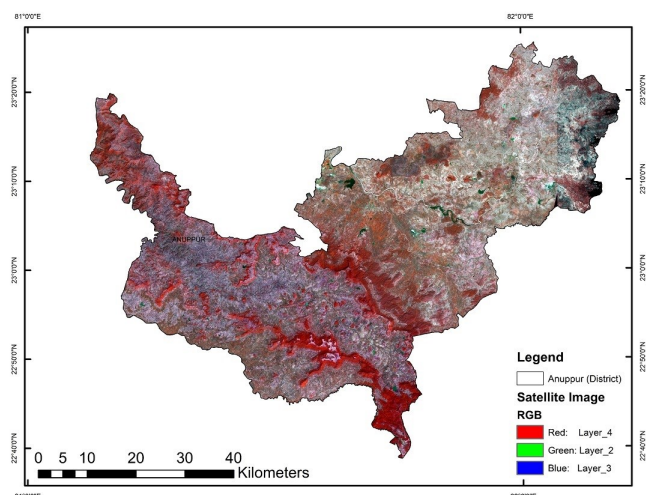 81°0'0"E 82°0'0"E
23°20'0"N 23°20'0"N
23°10'0"N 23°10'0"N
ANUPPUR
23°0'0"N 23°0'0"N
22°50'0"N 22°50'0"N
Legend
Anuppur (District)
Satellite Image
RGB
Red: Layer_4
Green: Layer_2
Blue: Layer_3
22°40'0"N 22°40'0"N
0 5 10 20 30 40
Kilometers